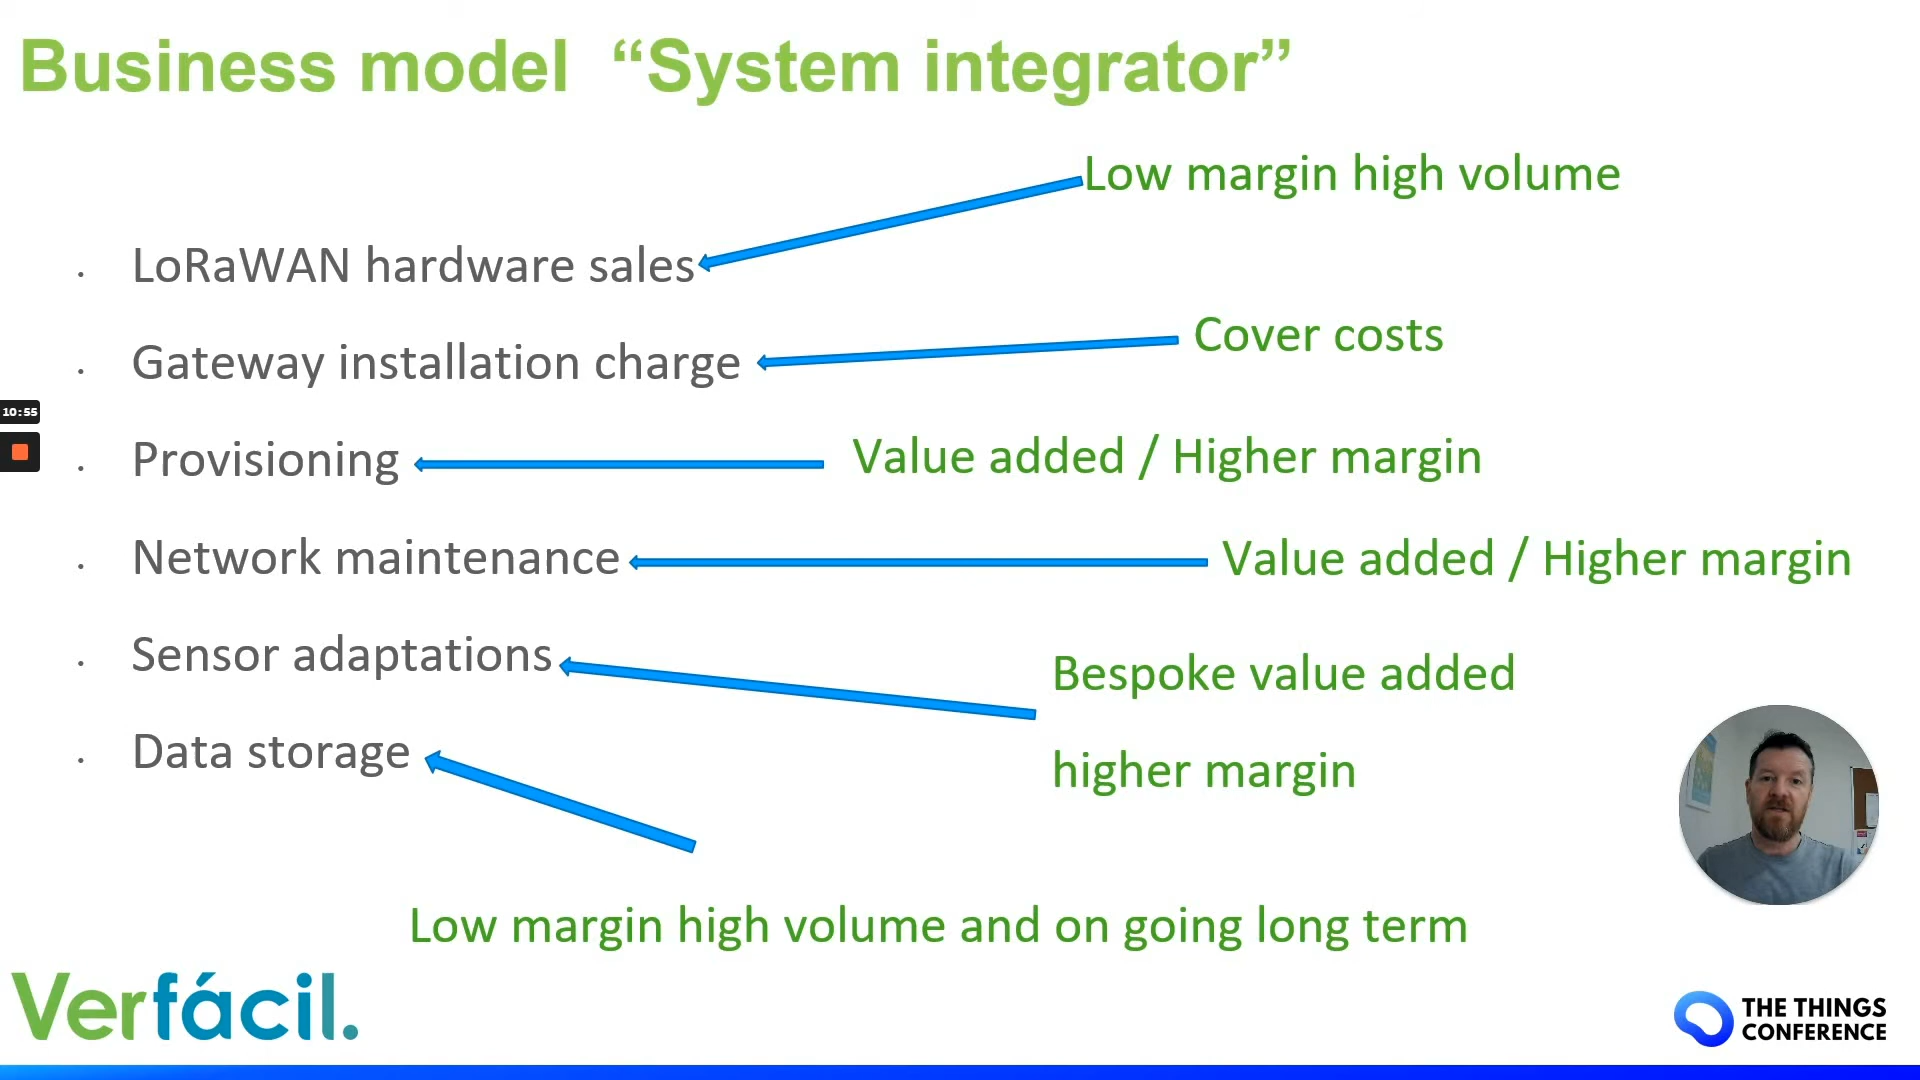 Business model “System integrator”
Low margin high volume
LoRaWAN hardware sales
Cover costs
Gateway installation charge
10:55
Provisioning
Value added / Higher margin
Network maintenance
Value added / Higher margin
Sensor adaptations
Bespoke value added
higher margin
Data storage
Low margin high volume and on going long term
Verfácil.
THE THINGS
CONFERENCE